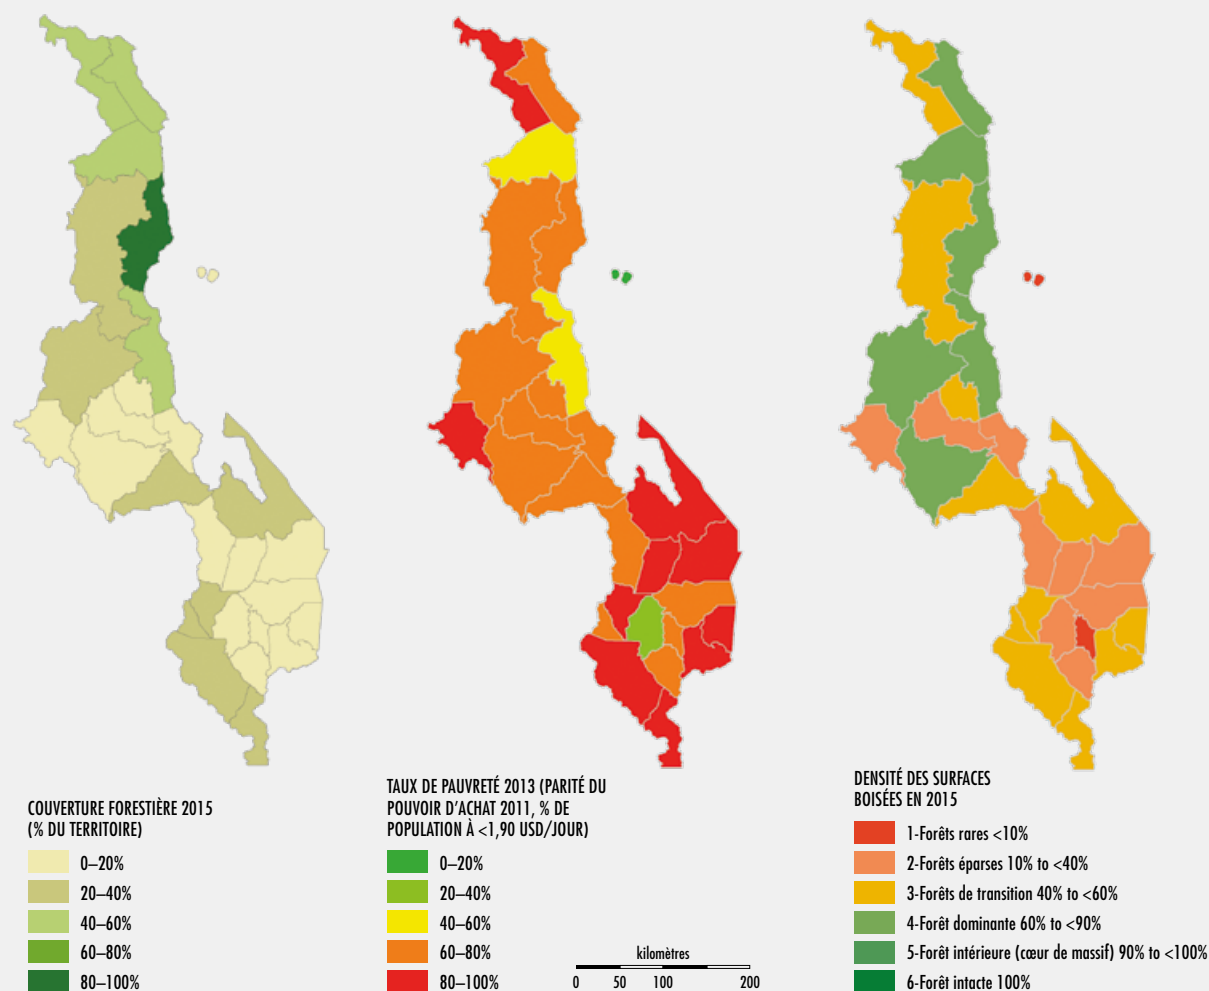 COUVERTURE FORESTIÈRE 2015
(% DU TERRITOIRE)
0–20%
20–40%
40–60%
60–80%
80–100%
TAUX DE PAUVRETÉ 2013 (PARITÉ DU
POUVOIR D'ACHAT 2011, % DE
POPULATION À <1,90 USD/JOUR)
0–20%
20–40%
40–60%
60–80%
80–100%
kilomètres
0 50 100 200
DENSITÉ DES SURFACES
BOISÉES EN 2015
1-Forêts rares <10%
2-Forêts éparses 10% to <40%
3-Forêts de transition 40% to <60%
4-Forêt dominante 60% to <90%
5-Forêt intérieure (cœur de massif) 90% to <100%
6-Forêt intacte 100%